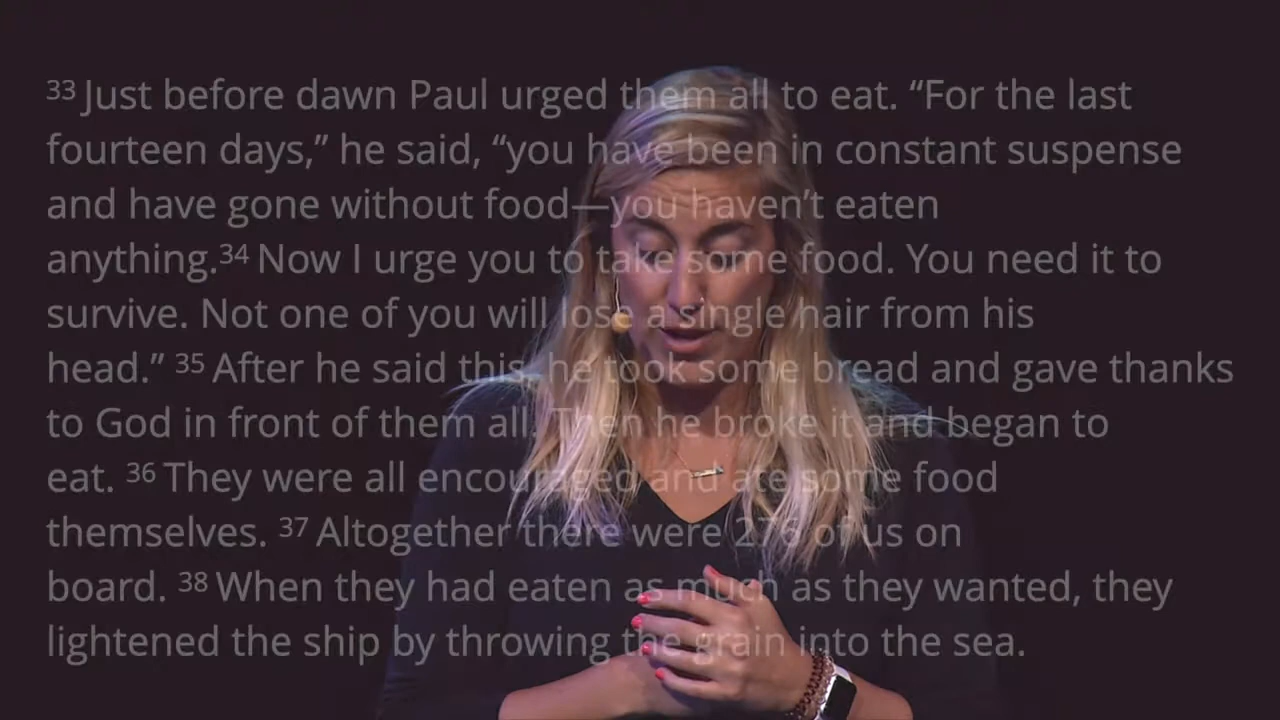 33 Just before dawn Paul urged them all to eat. “For the last
fourteen days,” he said, “you have been in constant suspense
and have gone without food—you haven’t eaten
anything.34 Now I urge you to take some food. You need it to
survive. Not one of you will lose a single hair from his
head.” 35 After he said this, he took some bread and gave thanks
to God in front of them all. Then he broke it and began to
eat. 36 They were all encouraged and ate some food
themselves. 37 Altogether there were 276 of us on
board. 38 When they had eaten as much as they wanted, they
lightened the ship by throwing the grain into the sea.